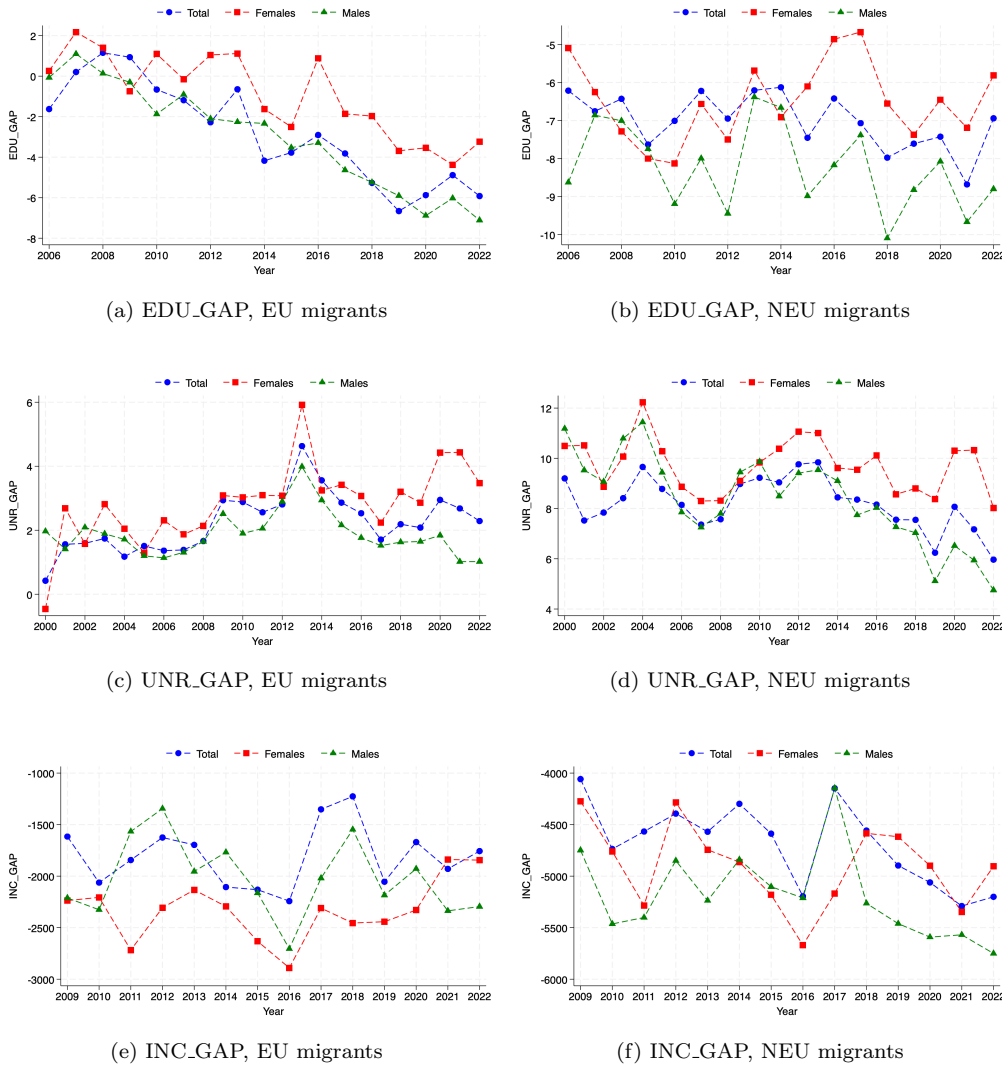 Total Females Males
Total Females Males
2
0
-2
-4
-6
-8
EDU_GAP
2006 2008 2010 2012 2014 2016 2018 2020 2022
Year
-5
-6
-7
-8
-9
-10
EDU_GAP
2006 2008 2010 2012 2014 2016 2018 2020 2022
Year
(a) EDU_GAP, EU migrants
(b) EDU_GAP, NEU migrants
Total Females Males
Total Females Males
6
4
2
0
UNR_GAP
2000 2002 2004 2006 2008 2010 2012 2014 2016 2018 2020 2022
Year
12
10
8
6
4
UNR_GAP
2000 2002 2004 2006 2008 2010 2012 2014 2016 2018 2020 2022
Year
(c) UNR_GAP, EU migrants
(d) UNR_GAP, NEU migrants
Total Females Males
Total Females Males
-1000
-1500
-2000
-2500
-3000
INC_GAP
2009 2010 2011 2012 2013 2014 2015 2016 2017 2018 2019 2020 2021 2022
Year
-4000
-4500
-5000
-5500
-6000
INC_GAP
2009 2010 2011 2012 2013 2014 2015 2016 2017 2018 2019 2020 2021 2022
Year
(e) INC_GAP, EU migrants
(f) INC_GAP, NEU migrants